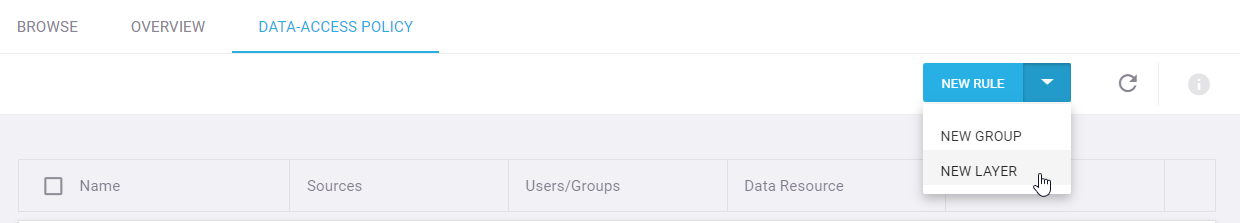 BROWSE OVERVIEW DATA-ACCESS POLICY
NEW RULE
NEW GROUP
NEW LAYER
Name Sources Users/Groups Data Resource